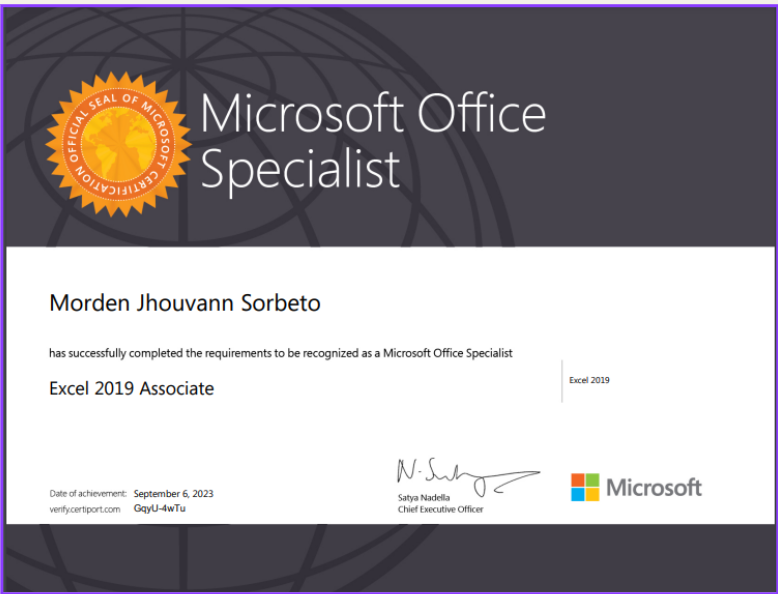 OFFICIAL SEAL OF MICROSOFT CERTIFICATION
Microsoft Office
Specialist
Morden Jhouvann Sorbeto
has successfully completed the requirements to be recognized as a Microsoft Office Specialist
Excel 2019 Associate
Excel 2019
Date of achievement: September 6, 2023
verify.certiport.com GqyU-4wTu
Satya Nadella
Chief Executive Officer
Microsoft